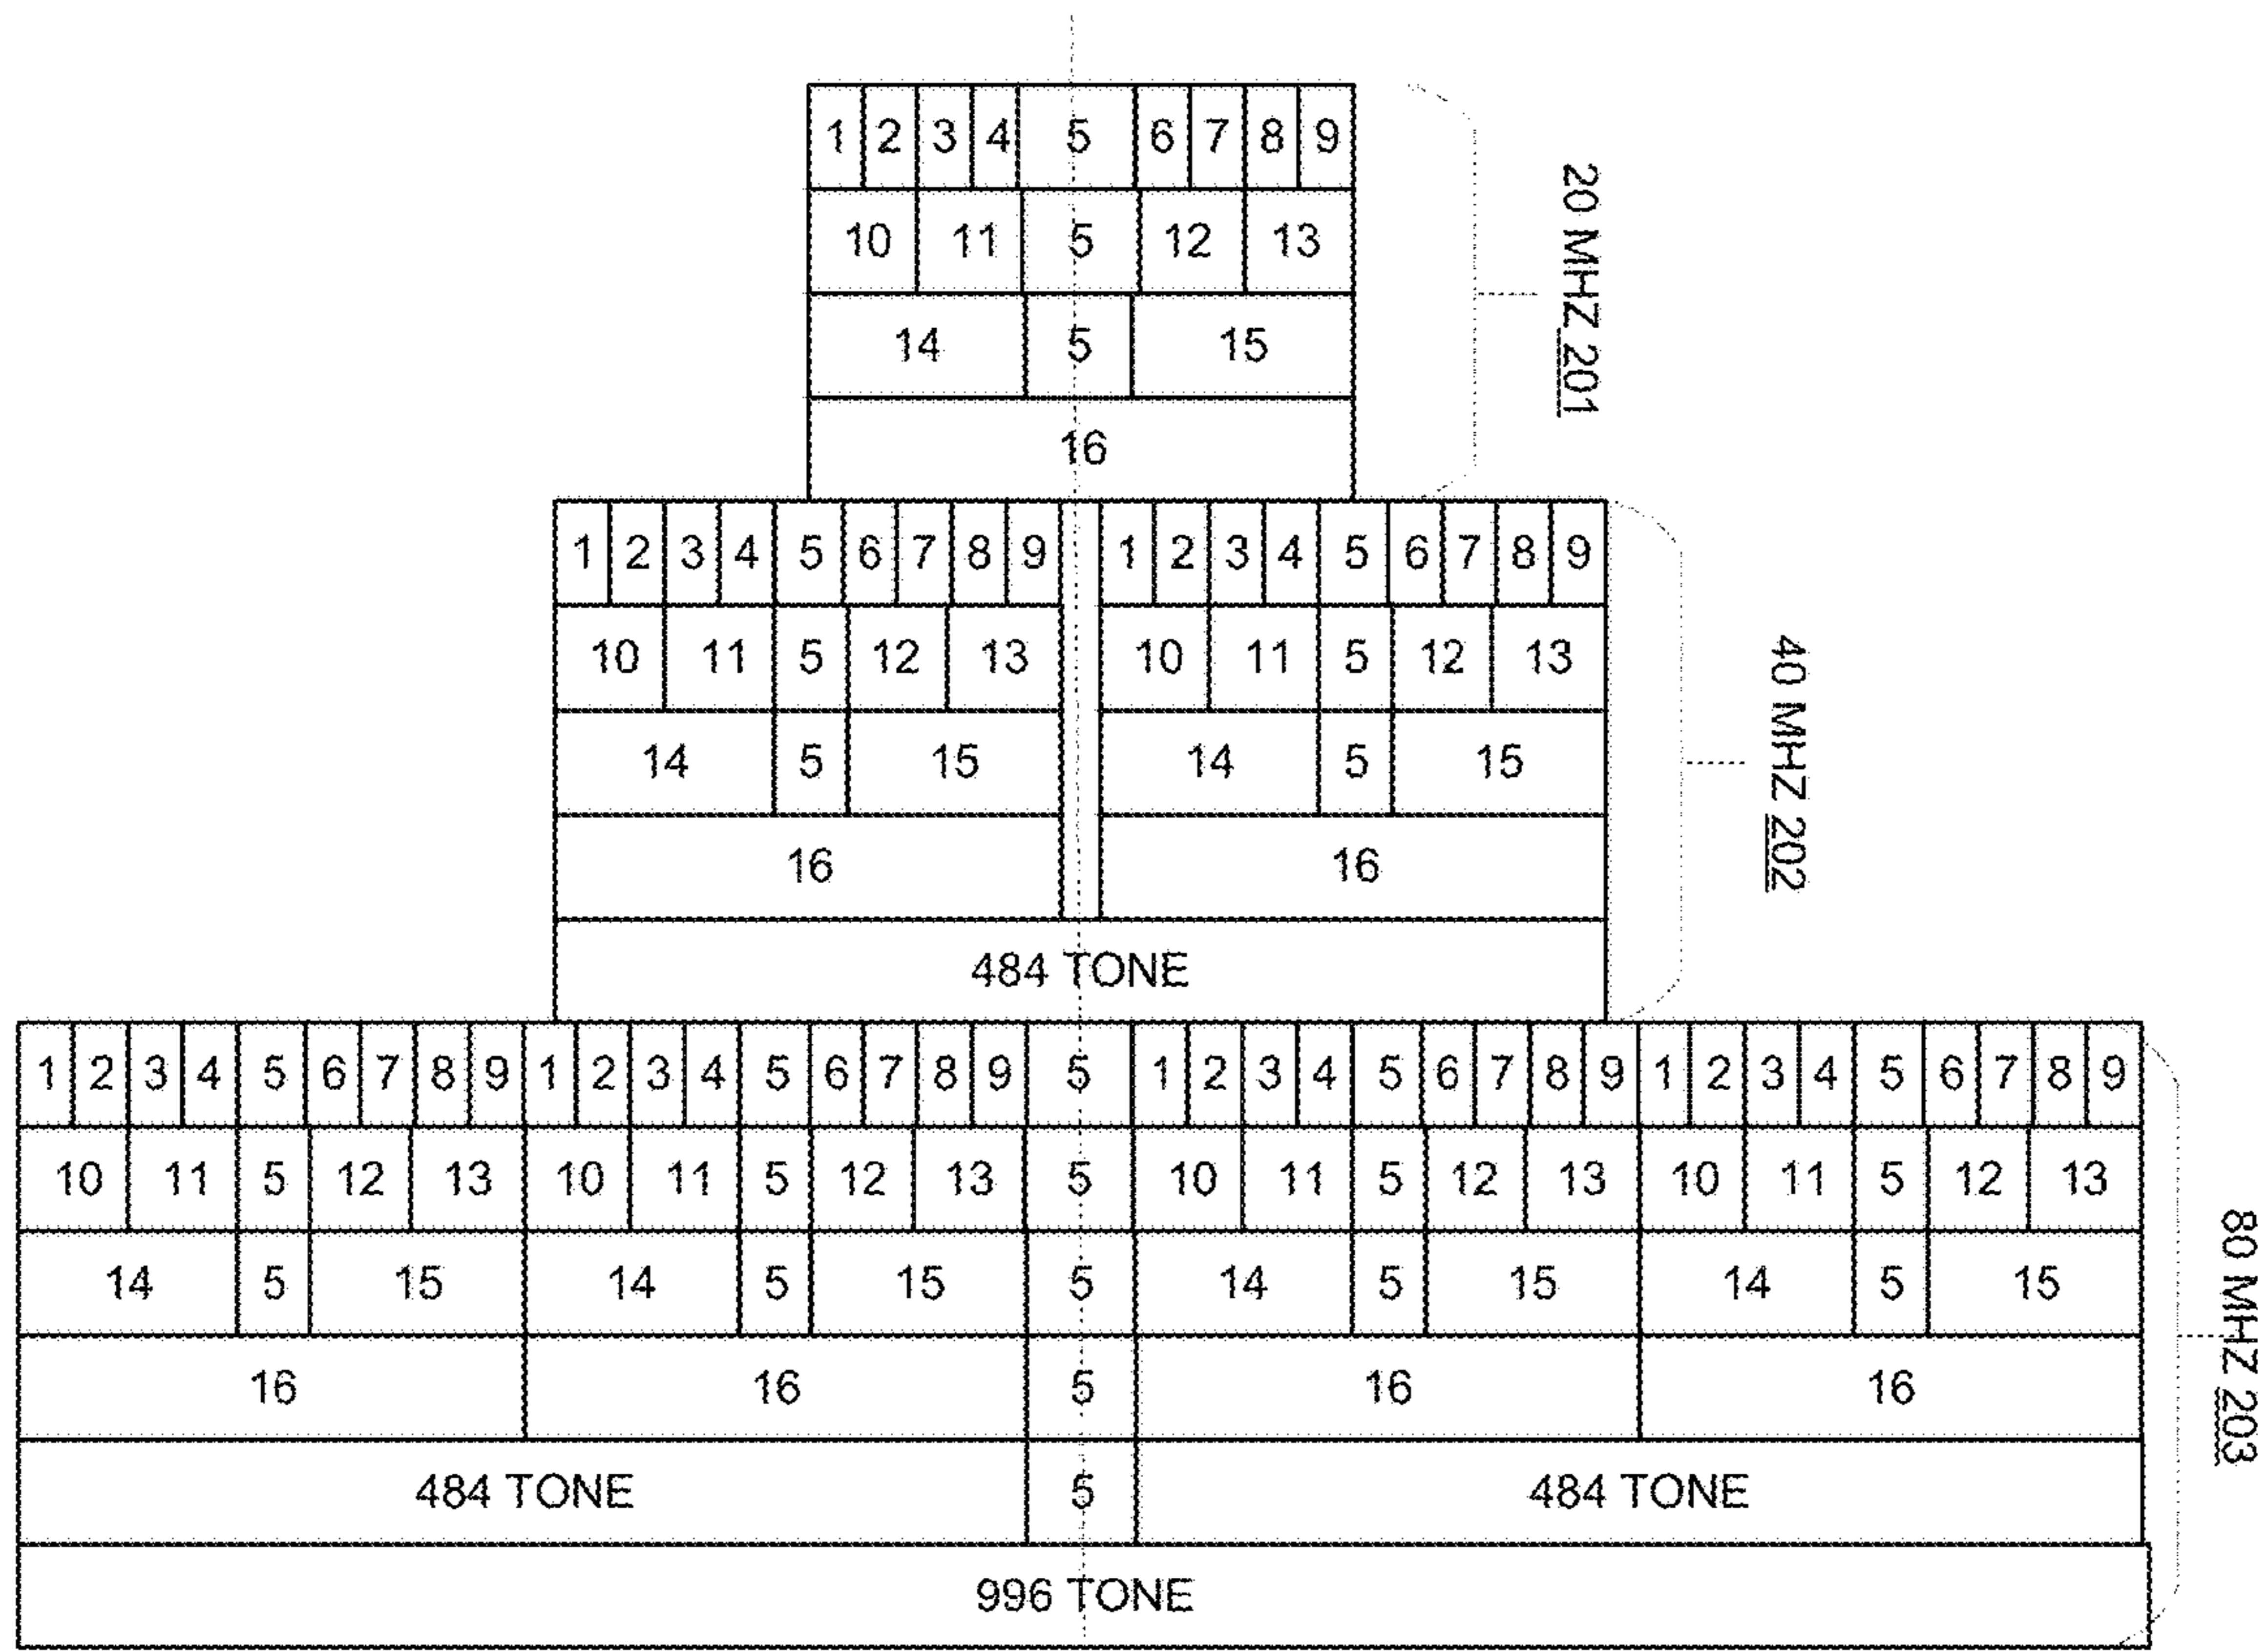 1 2 3 4 5 6 7 8 9
10 11 5 12 13
14 5 15
16
20 MHZ 201
1 2 3 4 5 6 7 8 9 1 2 3 4 5 6 7 8 9
10 11 5 12 13 10 11 5 12 13
14 5 15 14 5 15
16 16
484 TONE
40 MHZ 202
1 2 3 4 5 6 7 8 9 1 2 3 4 5 6 7 8 9 5 1 2 3 4 5 6 7 8 9 1 2 3 4 5 6 7 8 9
10 11 5 12 13 10 11 5 12 13 5 10 11 5 12 13 10 11 5 12 13
14 5 15 14 5 15 5 14 5 15 14 5 15
16 16 5 16 16
484 TONE 5 484 TONE
996 TONE
80 MHZ 203